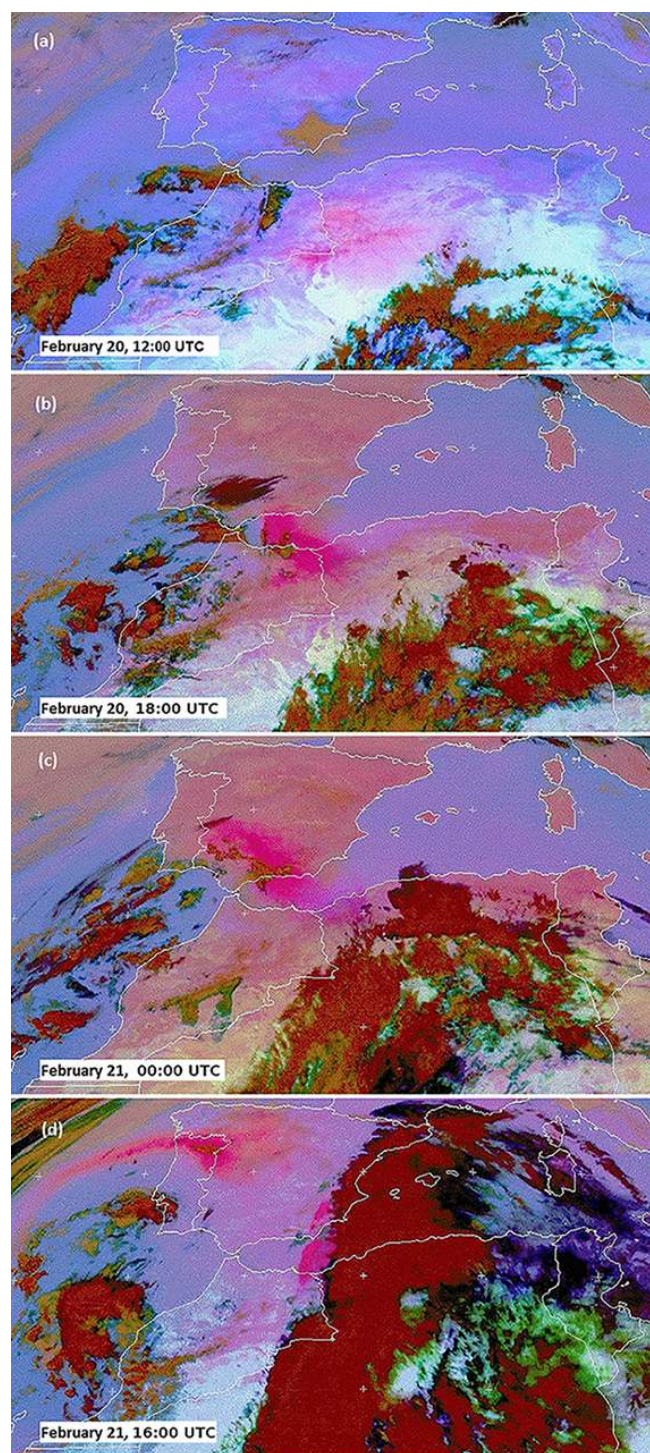 (a)
February 20, 12:00 UTC
(b)
February 20, 18:00 UTC
(c)
February 21, 00:00 UTC
(d)
February 21, 16:00 UTC